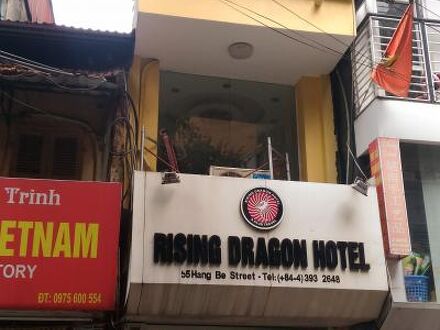 Trinh
ETNAM
TORY
ĐT: 0975 600 554
RISING DRAGON HOTEL
55 Hang Be Street - Tel: (+84-4) 393 2648